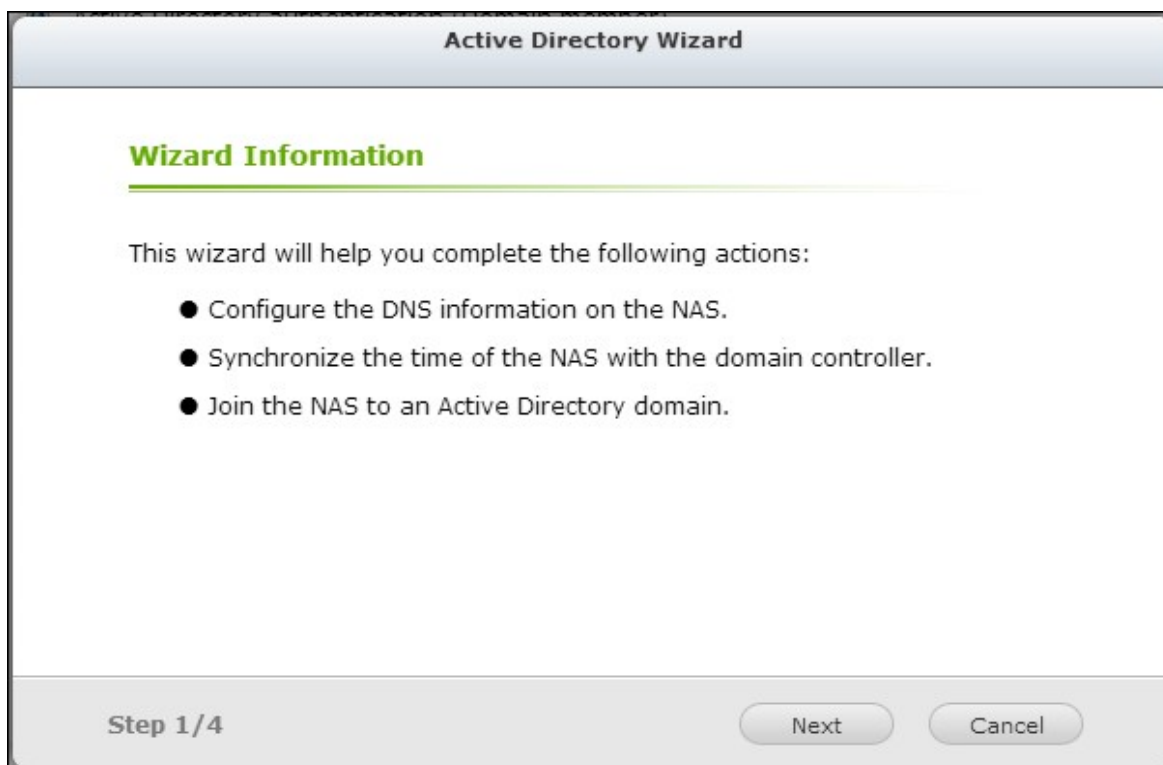 Active Directory Wizard
Wizard Information
This wizard will help you complete the following actions:
● Configure the DNS information on the NAS.
● Synchronize the time of the NAS with the domain controller.
● Join the NAS to an Active Directory domain.
Step 1/4
Next
Cancel